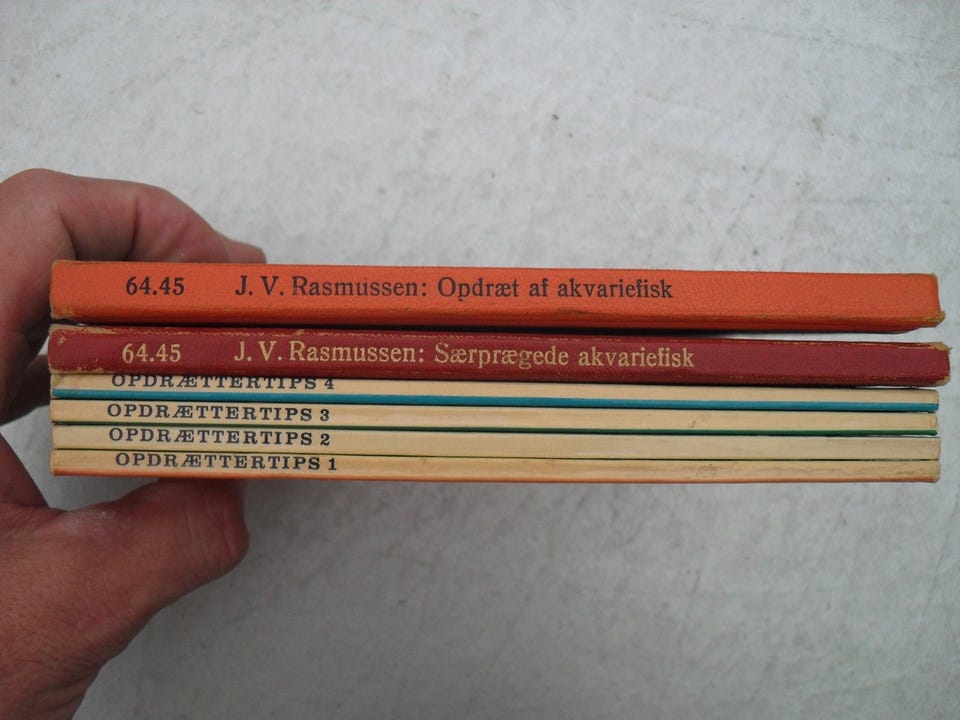 64.45 J. V. Rasmussen: Opdræt af akvariefisk
64.45 J. V. Rasmussen: Særprægede akvariefisk
OPDRÆTTERTIPS 4
OPDRÆTTERTIPS 3
OPDRÆTTERTIPS 2
OPDRÆTTERTIPS 1